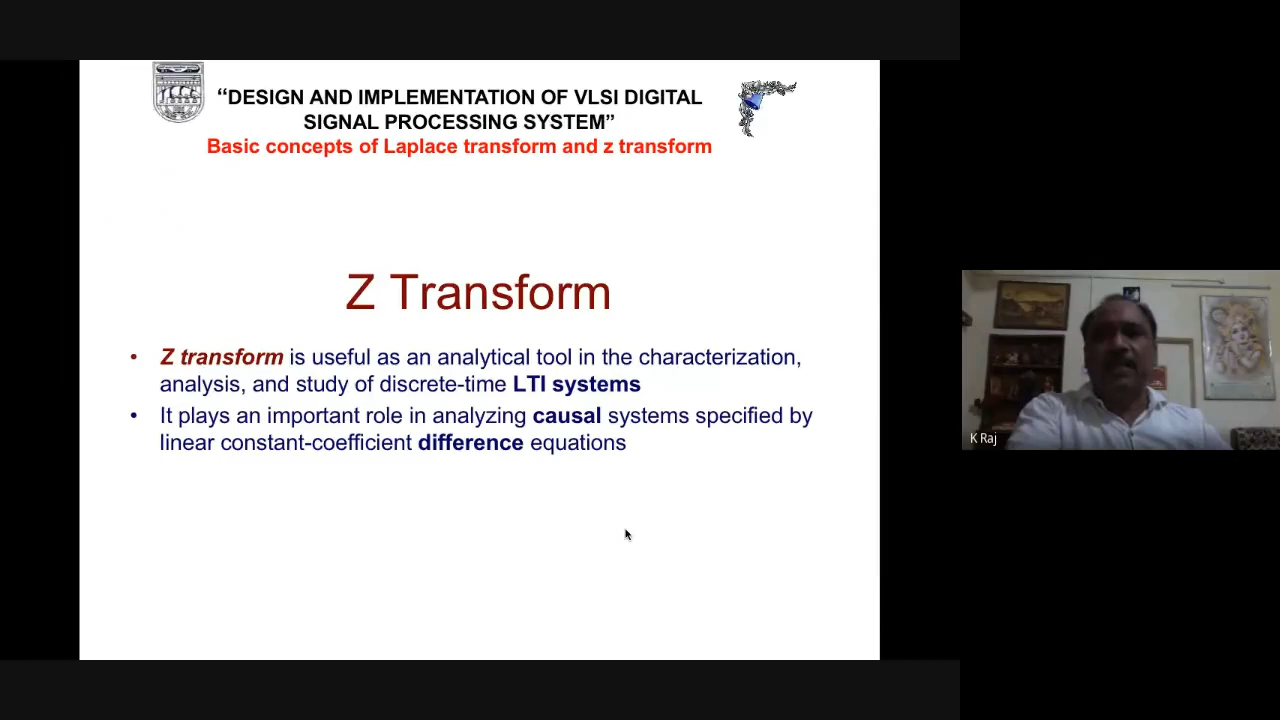 “DESIGN AND IMPLEMENTATION OF VLSI DIGITAL
SIGNAL PROCESSING SYSTEM”
Basic concepts of Laplace transform and z transform
Z Transform
• Z transform is useful as an analytical tool in the characterization,
analysis, and study of discrete-time LTI systems
• It plays an important role in analyzing causal systems specified by
linear constant-coefficient difference equations
K Raj